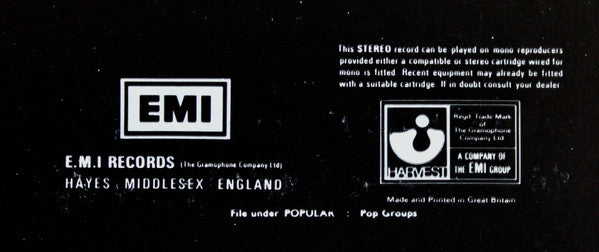 This STEREO record can be played on mono reproducers
provided either a compatible or stereo cartridge wired for
mono is fitted. Recent equipment may already be fitted
with a suitable cartridge. If in doubt consult your dealer.
EMI
E.M.I RECORDS (The Gramophone Company Ltd)
HAYES MIDDLESEX ENGLAND
HARVEST
Regd. Trade Mark
of
The Gramophone
Company Ltd.
A COMPANY OF
THE EMI GROUP
Made and Printed in Great Britain
File under POPULAR : Pop Groups